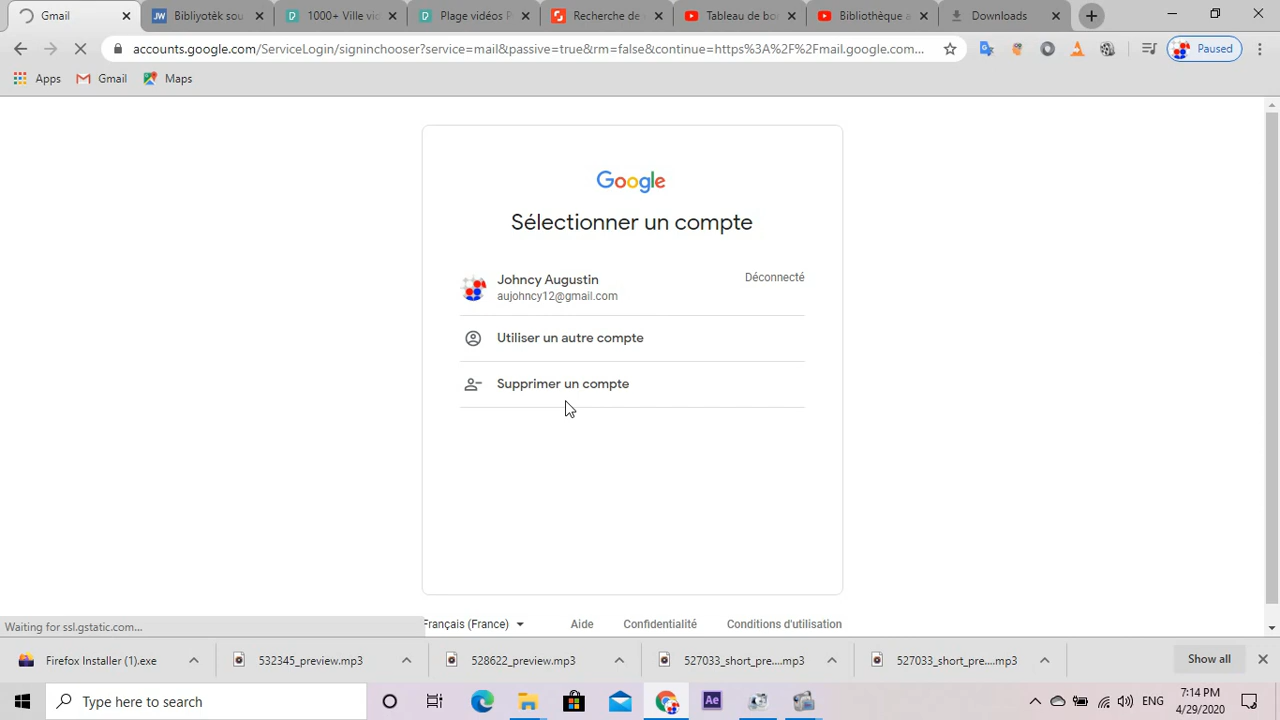 Gmail
Bibliyotèk sou
1000+ Ville vid
Plage vidéos P
Recherche de
Tableau de bor
Bibliothèque a
Downloads
accounts.google.com/ServiceLogin/signinchooser?service=mail&passive=true&rm=false&continue=https%3A%2F%2Fmail.google.com...
Paused
Apps
Gmail
Maps
Google
Sélectionner un compte
Johncy Augustin
Déconnecté
aujohncy12@gmail.com
Utiliser un autre compte
Supprimer un compte
Waiting for ssl.gstatic.com...
Français (France)
Aide
Confidentialité
Conditions d'utilisation
Firefox Installer (1).exe
532345_preview.mp3
528622_preview.mp3
527033_short_pre....mp3
527033_short_pre....mp3
Show all
Type here to search
Ae
ENG
7:14 PM
4/29/2020